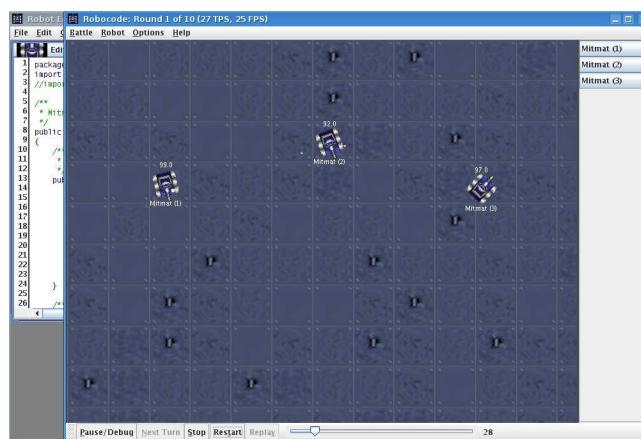 Robot E
Robocode: Round 1 of 10 (27 TPS, 25 FPS)
File Edit
Battle Robot Options Help
Edi
Mitmat (1)
Mitmat (2)
Mitmat (3)
1 package
2 import
3 //impor
4
5 /**
6 * Mitm
7 */
8 public
9 {
10 /**
11 *
12 */
13 pub
14
15
16
17
18
19
20
21
22
23
24 }
25
26 /**
92.0
Mitmat (2)
99.0
Mitmat (1)
97.0
Mitmat (3)
Pause/Debug Next Turn Stop Restart Replay 28